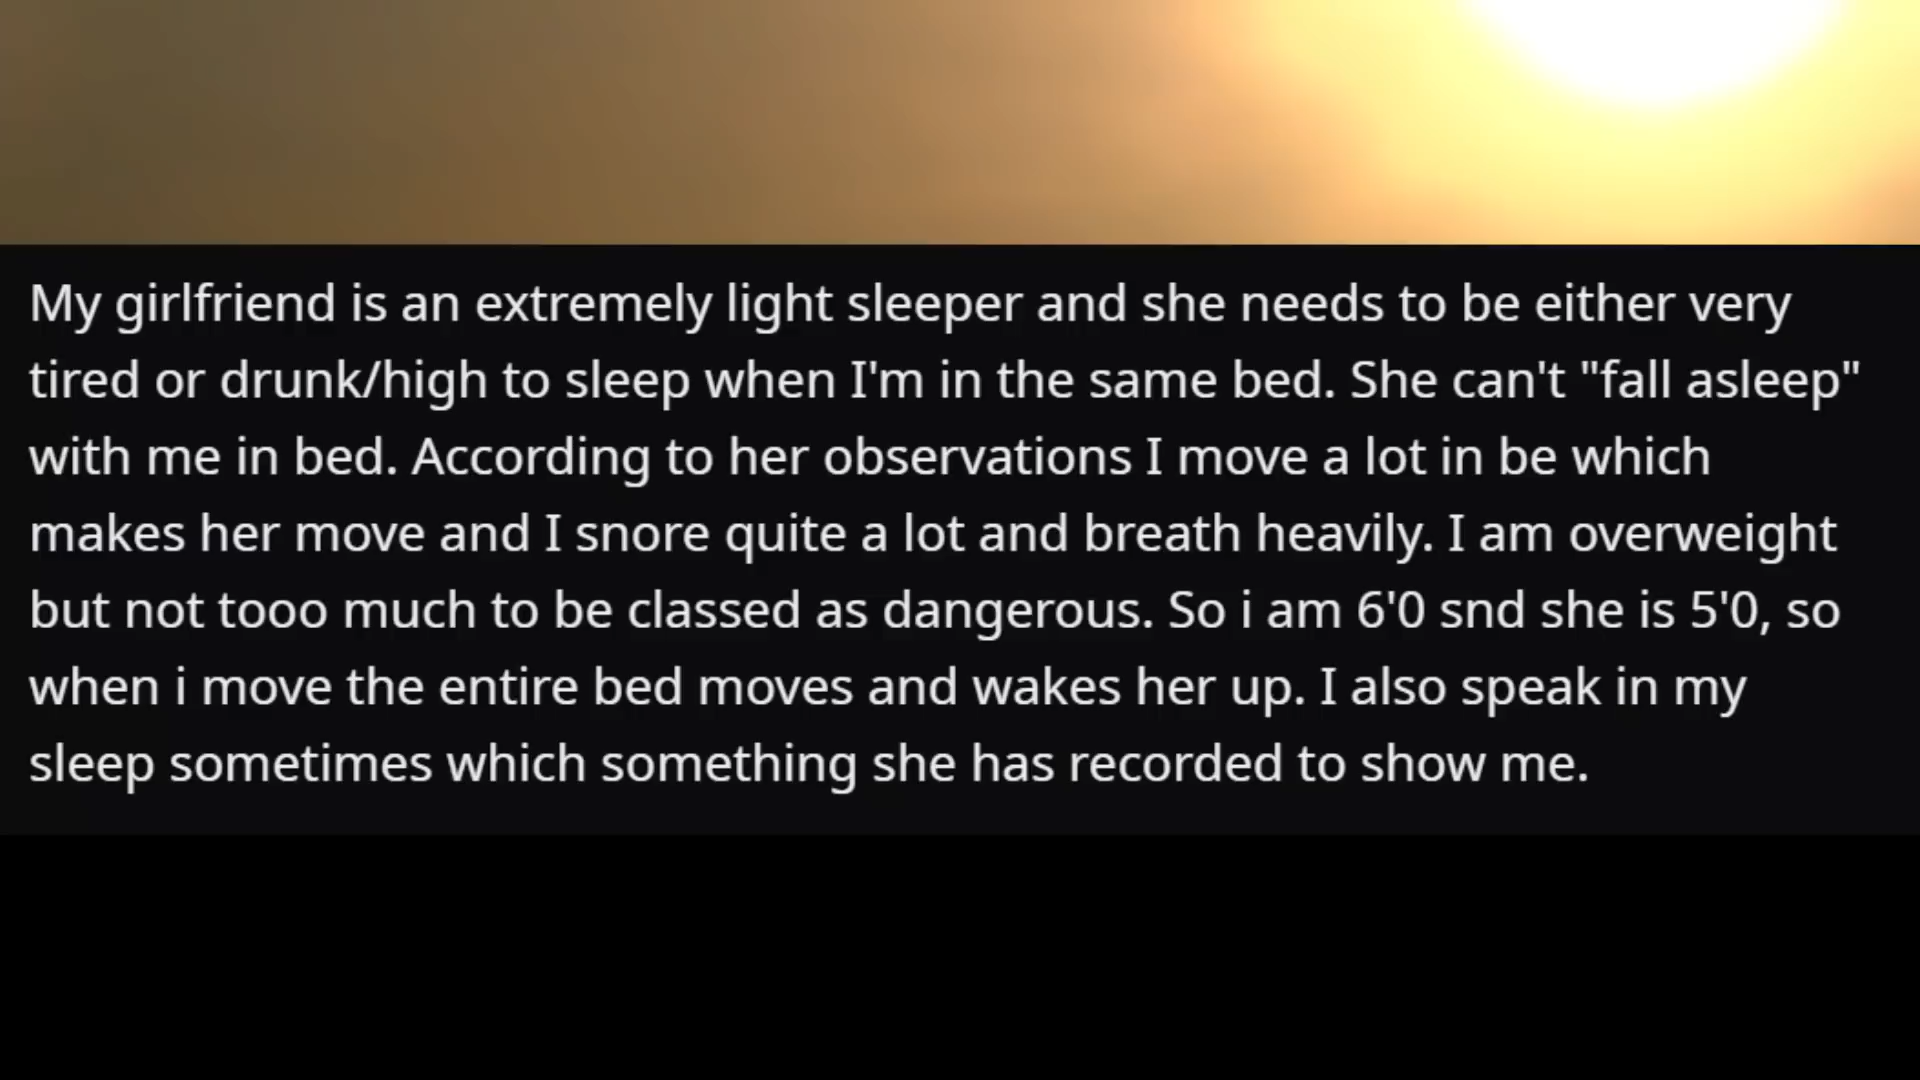 My girlfriend is an extremely light sleeper and she needs to be either very
tired or drunk/high to sleep when I'm in the same bed. She can't "fall asleep"
with me in bed. According to her observations I move a lot in be which
makes her move and I snore quite a lot and breath heavily. I am overweight
but not tooo much to be classed as dangerous. So i am 6'0 snd she is 5'0, so
when i move the entire bed moves and wakes her up. I also speak in my
sleep sometimes which something she has recorded to show me.